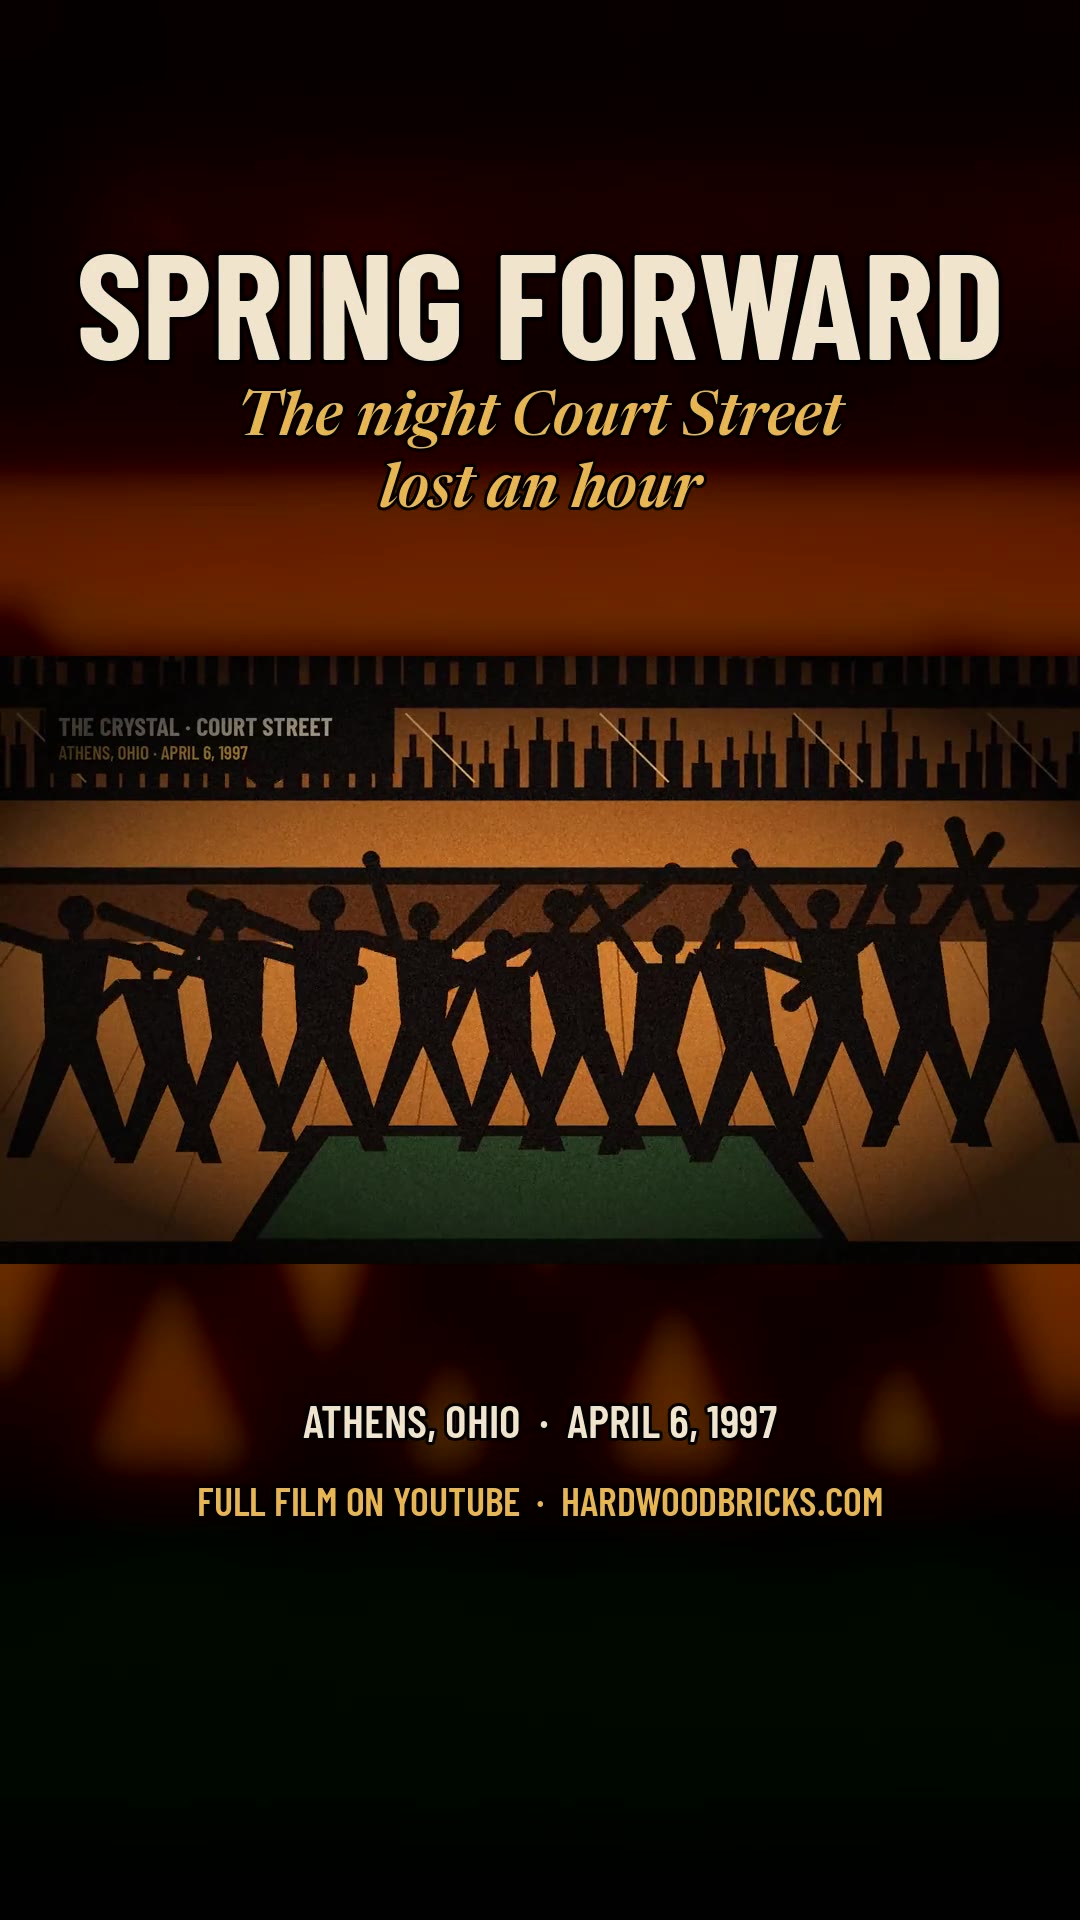 SPRING FORWARD
The night Court Street
lost an hour
THE CRYSTAL · COURT STREET
ATHENS, OHIO · APRIL 6, 1997
ATHENS, OHIO · APRIL 6, 1997
FULL FILM ON YOUTUBE · HARDWOODBRICKS.COM